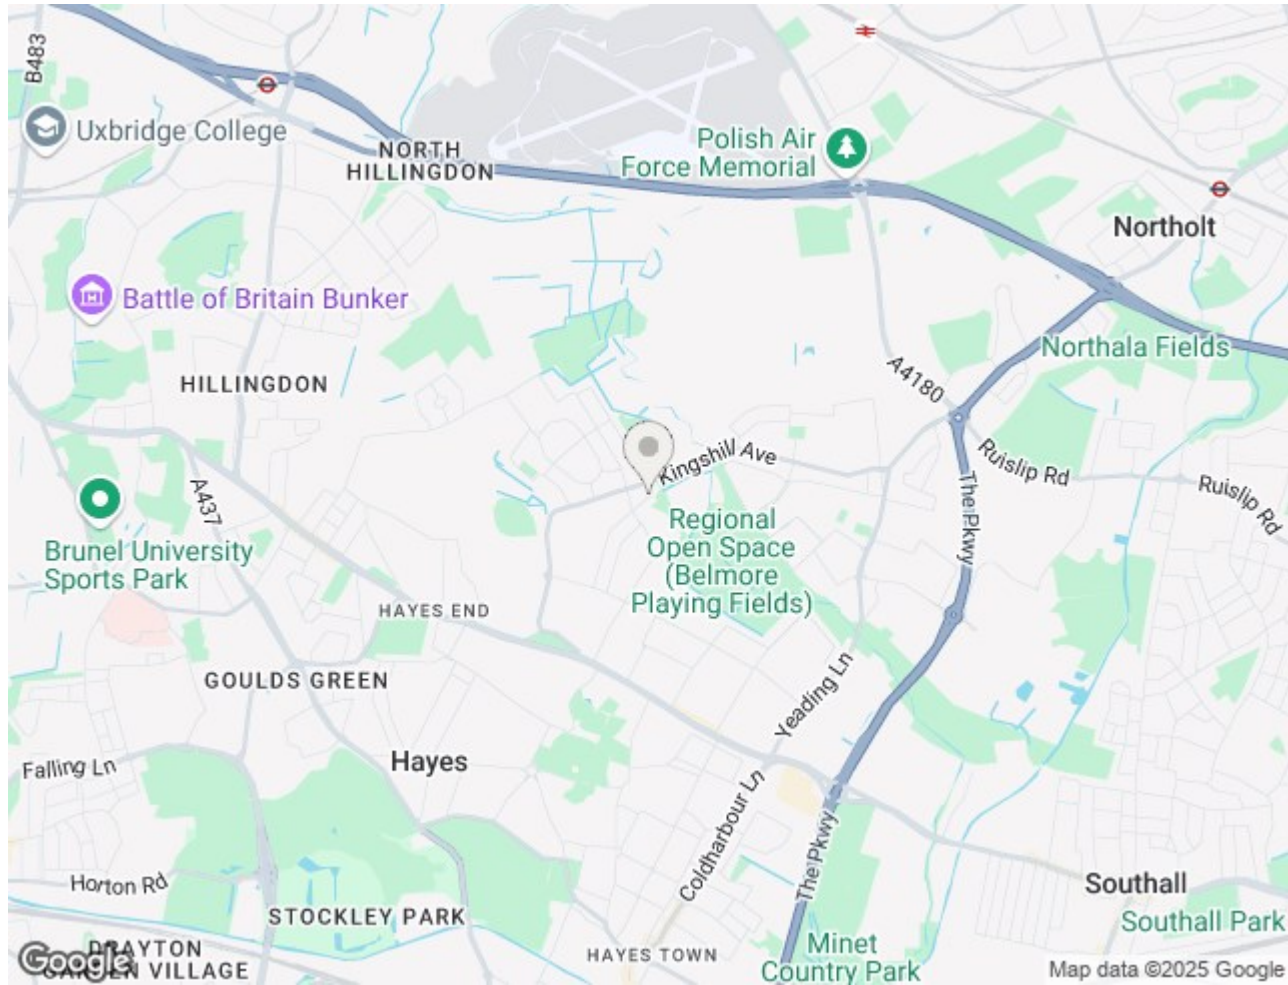 B483
Uxbridge College
NORTH
HILLINGDON
Polish Air
Force Memorial
Northolt
Battle of Britain Bunker
Northala Fields
HILLINGDON
A4180
Kingshill Ave
Ruislip Rd
Ruislip Rd
A437
The Pkwy
Regional
Open Space
(Belmore
Playing Fields)
Brunel University
Sports Park
HAYES END
GOULDS GREEN
Yeading Ln
Hayes
Falling Ln
Coldharbour Ln
The Pkwy
Horton Rd
Southall
STOCKLEY PARK
Southall Park
DRAYTON
GARDEN VILLAGE
HAYES TOWN
Minet
Country Park
Google
Map data ©2025 Google